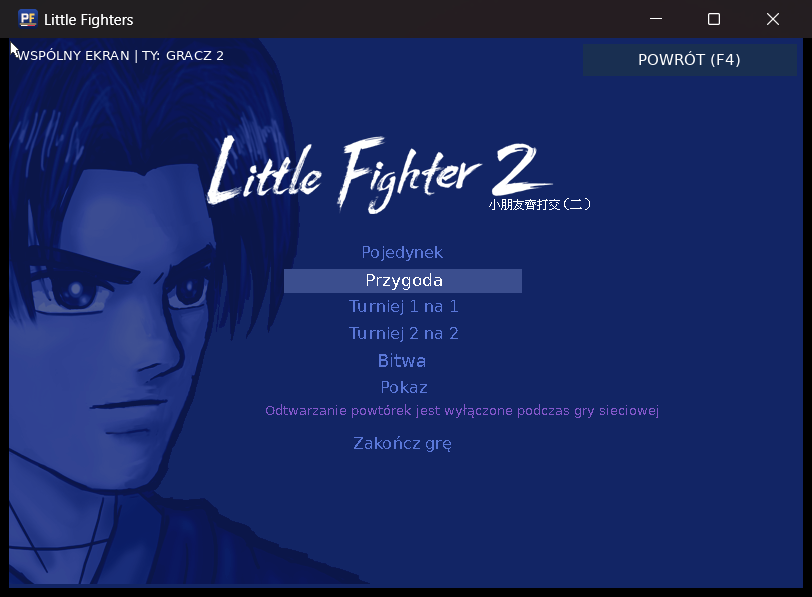 PF Little Fighters
WSPÓLNY EKRAN | TY: GRACZ 2
POWRÓT (F4)
Little Fighter 2
小朋友齊打交(二)
Pojedynek
Przygoda
Turniej 1 na 1
Turniej 2 na 2
Bitwa
Pokaz
Odtwarzanie powtórek jest wyłączone podczas gry sieciowej
Zakończ grę